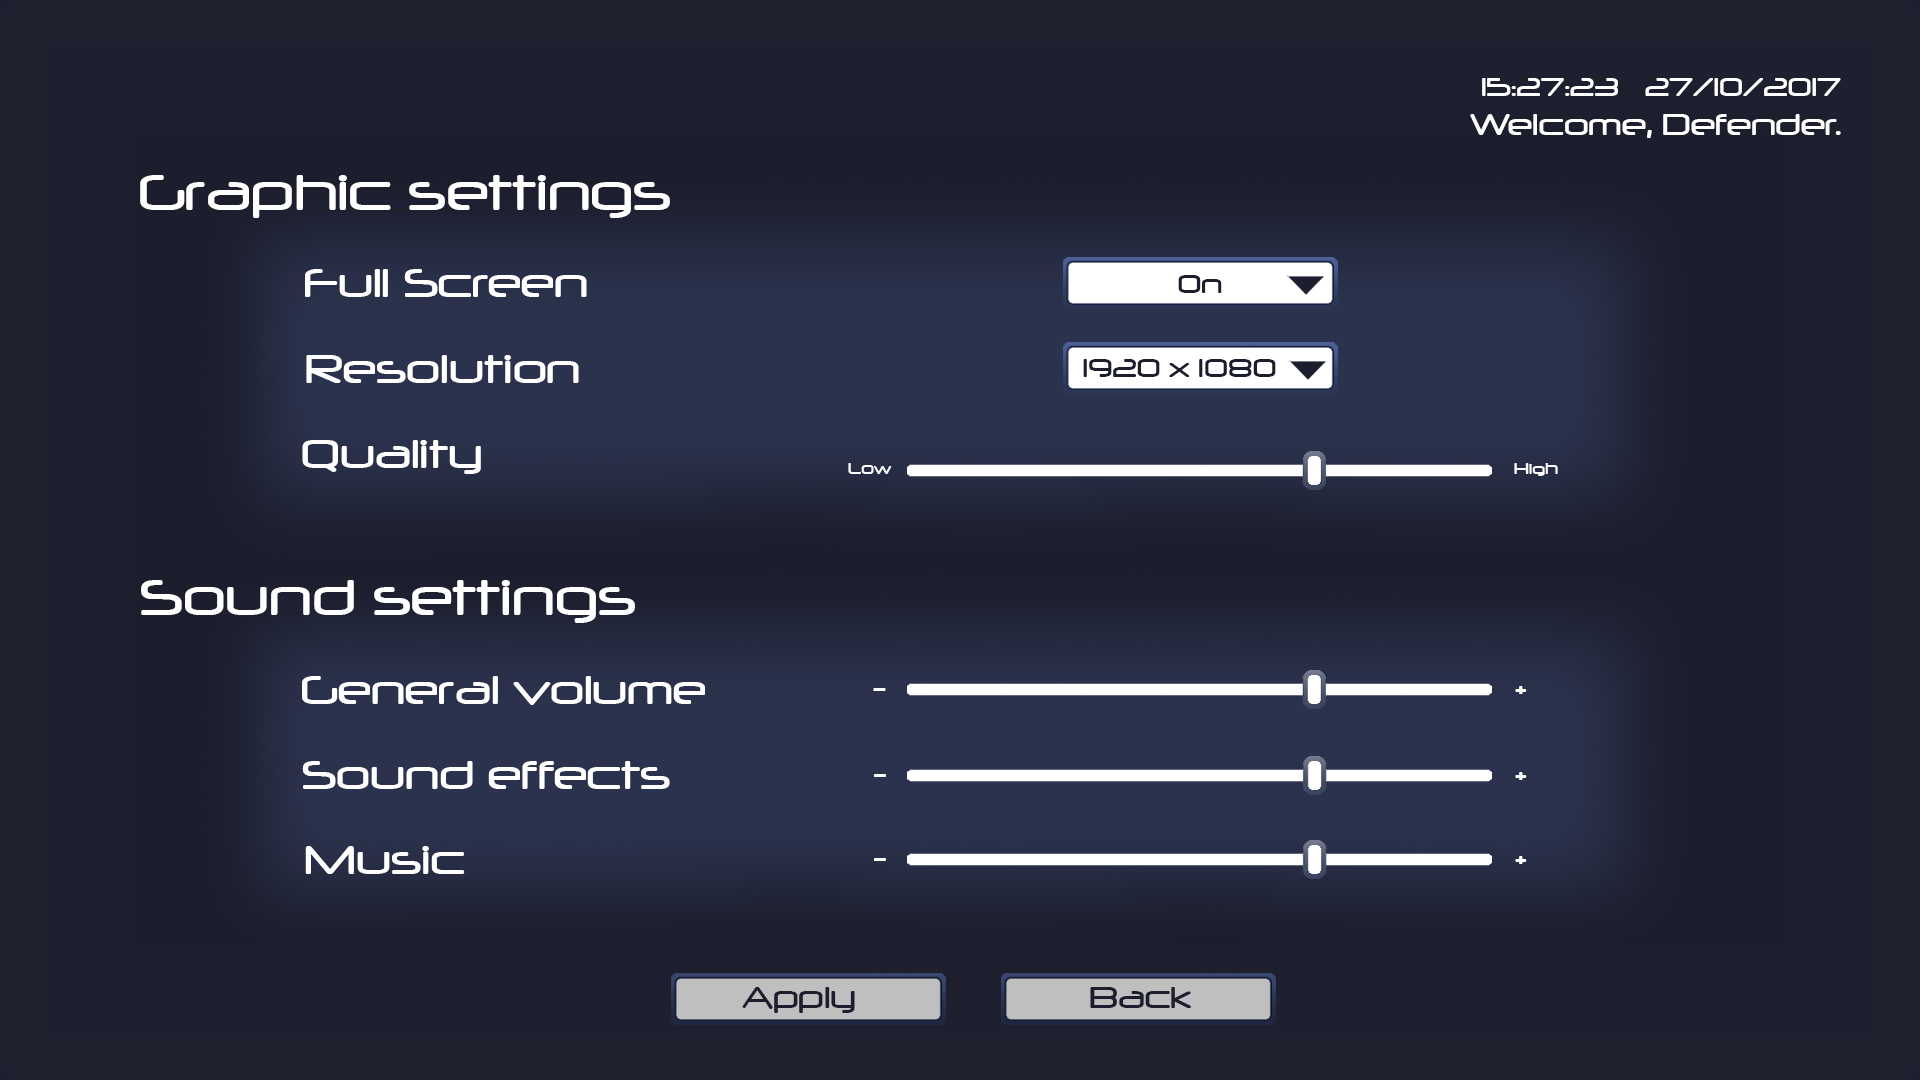 15:27:23 27/10/2017
Welcome, Defender.
Graphic settings
Full Screen On
Resolution 1920 x 1080
Quality Low High
Sound settings
General volume - +
Sound effects - +
Music - +
Apply Back